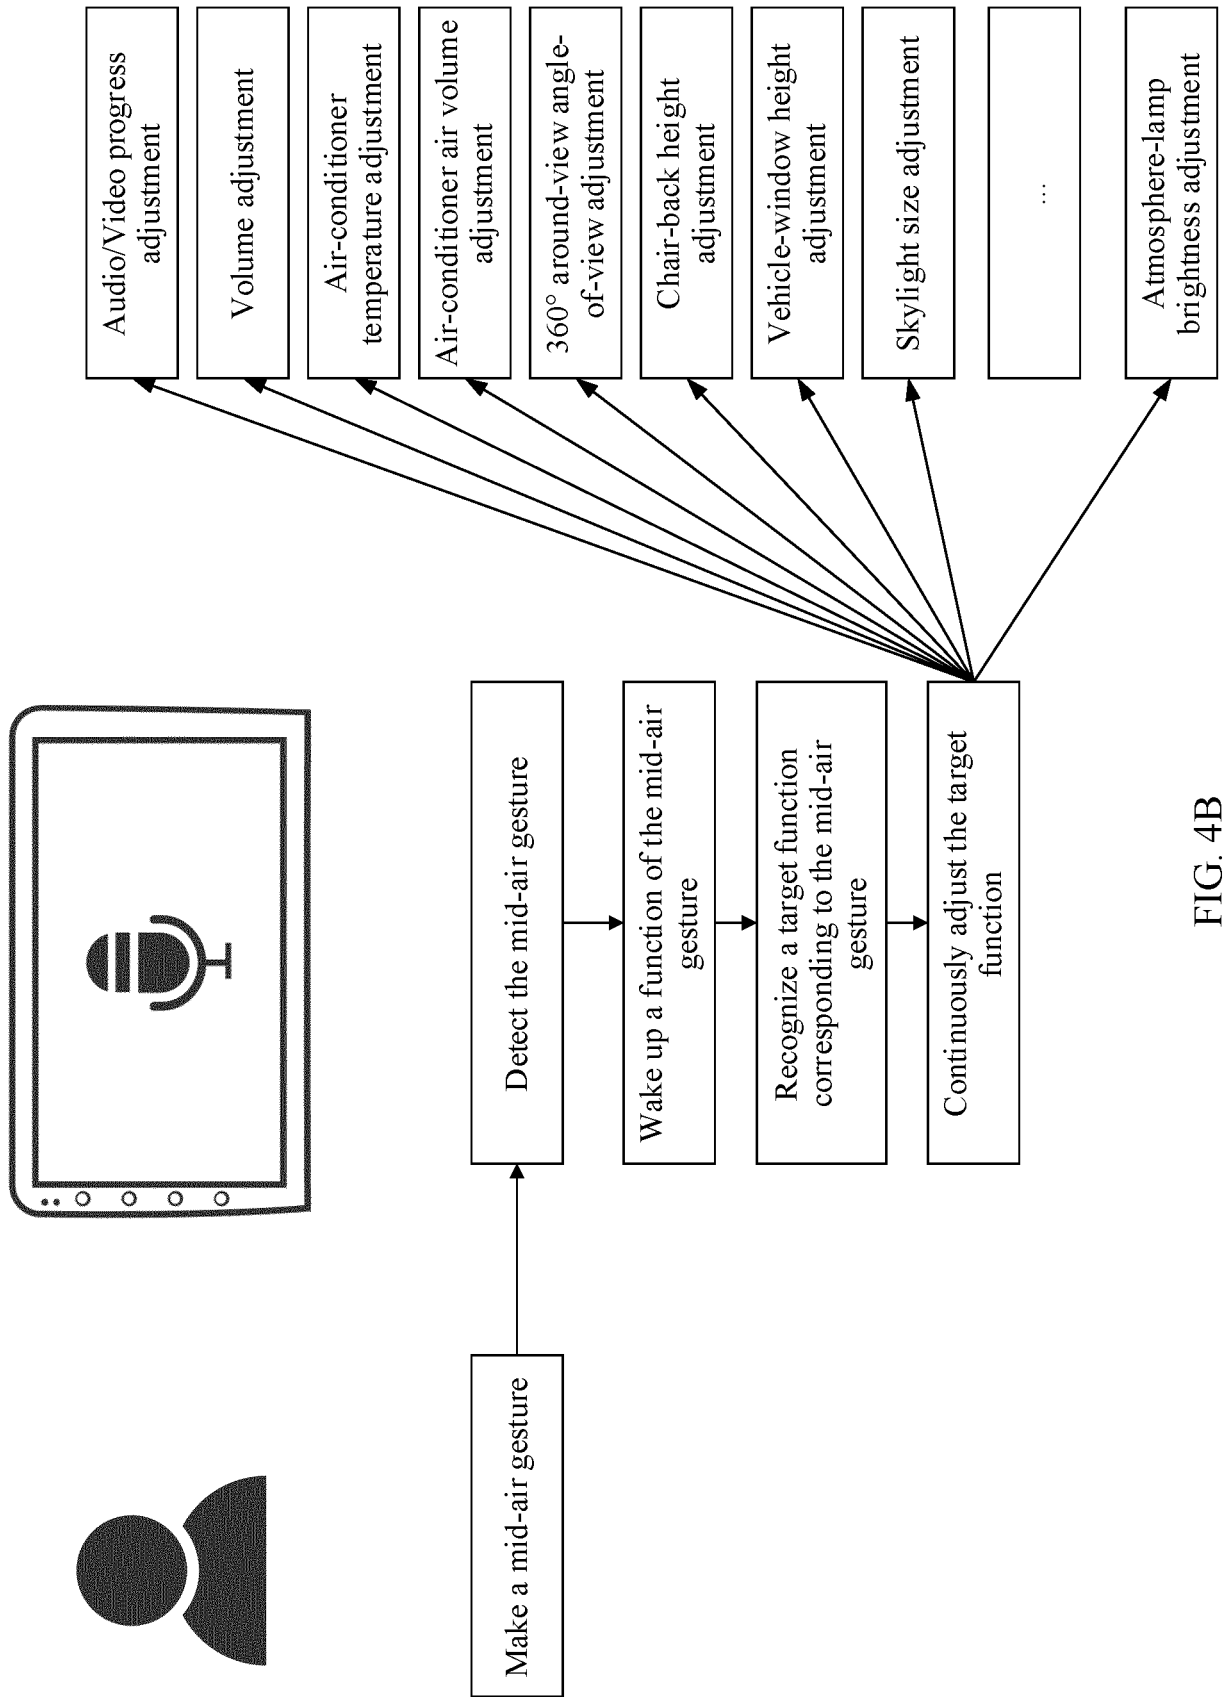 Make a mid-air gesture
Detect the mid-air gesture
Wake up a function of the mid-air
gesture
Recognize a target function
corresponding to the mid-air
gesture
Continuously adjust the target
function
Audio/Video progress
adjustment
Volume adjustment
Air-conditioner
temperature adjustment
Air-conditioner air volume
adjustment
360° around-view angle-
of-view adjustment
Chair-back height
adjustment
Vehicle-window height
adjustment
Skylight size adjustment
...
Atmosphere-lamp
brightness adjustment
FIG. 4B